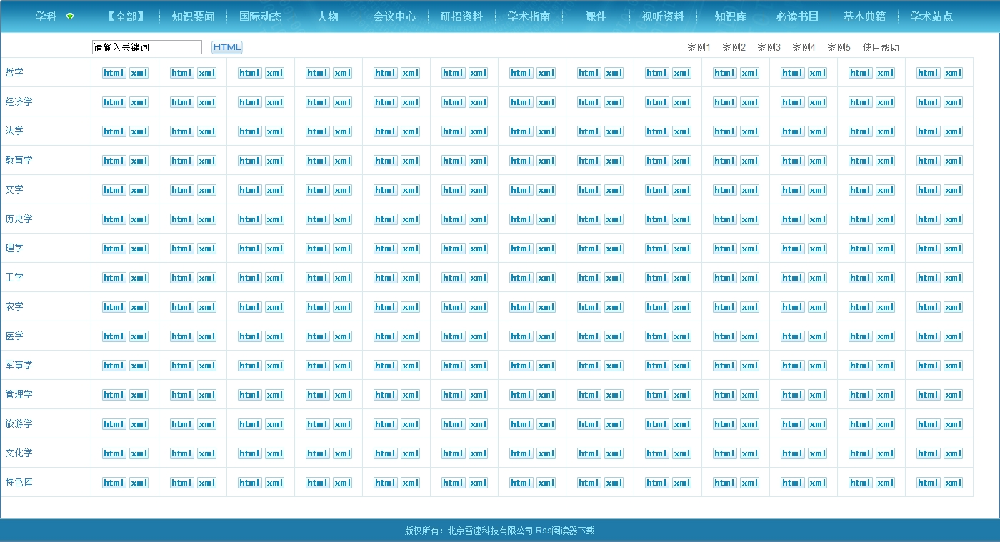 学科 【全部】 知识要闻 国际动态 人物 会议中心 研招资料 学术指南 课件 视听资料 知识库 必读书目 基本典籍 学术站点
请输入关键词 HTML 案例1 案例2 案例3 案例4 案例5 使用帮助
哲学 html xml html xml html xml html xml html xml html xml html xml html xml html xml html xml html xml html xml html xml
经济学 html xml html xml html xml html xml html xml html xml html xml html xml html xml html xml html xml html xml html xml
法学 html xml html xml html xml html xml html xml html xml html xml html xml html xml html xml html xml html xml html xml
教育学 html xml html xml html xml html xml html xml html xml html xml html xml html xml html xml html xml html xml html xml
文学 html xml html xml html xml html xml html xml html xml html xml html xml html xml html xml html xml html xml html xml
历史学 html xml html xml html xml html xml html xml html xml html xml html xml html xml html xml html xml html xml html xml
理学 html xml html xml html xml html xml html xml html xml html xml html xml html xml html xml html xml html xml html xml
工学 html xml html xml html xml html xml html xml html xml html xml html xml html xml html xml html xml html xml html xml
农学 html xml html xml html xml html xml html xml html xml html xml html xml html xml html xml html xml html xml html xml
医学 html xml html xml html xml html xml html xml html xml html xml html xml html xml html xml html xml html xml html xml
军事学 html xml html xml html xml html xml html xml html xml html xml html xml html xml html xml html xml html xml html xml
管理学 html xml html xml html xml html xml html xml html xml html xml html xml html xml html xml html xml html xml html xml
旅游学 html xml html xml html xml html xml html xml html xml html xml html xml html xml html xml html xml html xml html xml
文化学 html xml html xml html xml html xml html xml html xml html xml html xml html xml html xml html xml html xml html xml
特色库 html xml html xml html xml html xml html xml html xml html xml html xml html xml html xml html xml html xml html xml
版权所有：北京雷速科技有限公司 Rss阅读器下载